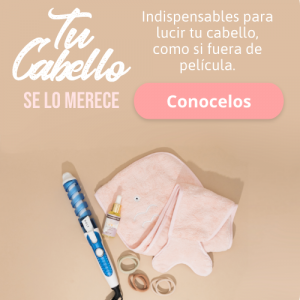 Tu
Cabello
SE LO MERECE
Indispensables para
lucir tu cabello,
como si fuera de
película.
Conocelos